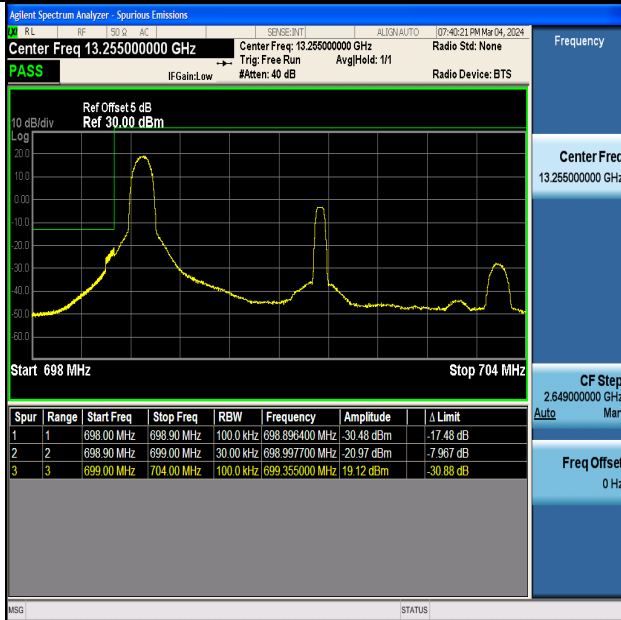 Agilent Spectrum Analyzer - Spurious Emissions
RL RF 50 Ω AC SENSE:INT ALIGN AUTO 07:40:21 PM Mar 04, 2024
Center Freq 13.255000000 GHz
Center Freq: 13.255000000 GHz
Radio Std: None
Trig: Free Run Avg|Hold: 1/1
PASS
IFGain:Low
#Atten: 40 dB
Radio Device: BTS
Ref Offset 5 dB
10 dB/div Ref 30.00 dBm
Log
20.0
10.0
0.00
-10.0
-20.0
-30.0
-40.0
-50.0
-60.0
Start 698 MHz Stop 704 MHz
Spur Range Start Freq Stop Freq RBW Frequency Amplitude Δ Limit
1 1 698.00 MHz 698.90 MHz 100.0 kHz 698.896400 MHz -30.48 dBm -17.48 dB
2 2 698.90 MHz 699.00 MHz 30.00 kHz 698.997700 MHz -20.97 dBm -7.967 dB
3 3 699.00 MHz 704.00 MHz 100.0 kHz 699.355000 MHz 19.12 dBm -30.88 dB
Frequency
Center Freq
13.255000000 GHz
CF Step
2.649000000 GHz
Auto Man
Freq Offset
0 Hz
MSG STATUS